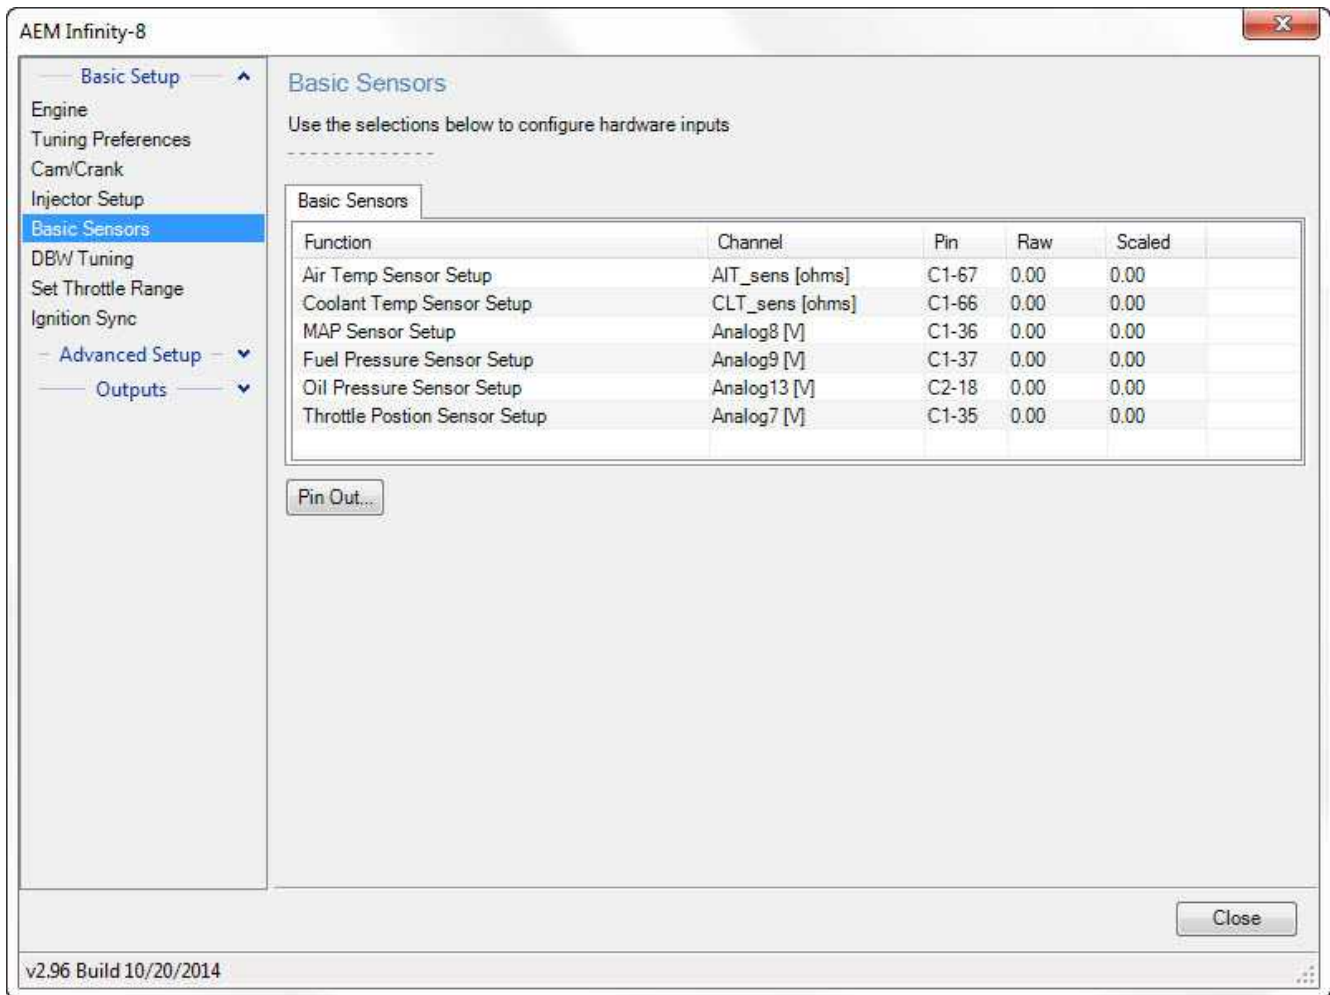 AEM Infinity-8
Basic Setup
Engine
Tuning Preferences
Cam/Crank
Injector Setup
Basic Sensors
DBW Tuning
Set Throttle Range
Ignition Sync
Advanced Setup
Outputs
Basic Sensors
Use the selections below to configure hardware inputs
-------------
Basic Sensors
Function Channel Pin Raw Scaled
Air Temp Sensor Setup AIT_sens [ohms] C1-67 0.00 0.00
Coolant Temp Sensor Setup CLT_sens [ohms] C1-66 0.00 0.00
MAP Sensor Setup Analog8 [V] C1-36 0.00 0.00
Fuel Pressure Sensor Setup Analog9 [V] C1-37 0.00 0.00
Oil Pressure Sensor Setup Analog13 [V] C2-18 0.00 0.00
Throttle Postion Sensor Setup Analog7 [V] C1-35 0.00 0.00
Pin Out...
Close
v2.96 Build 10/20/2014